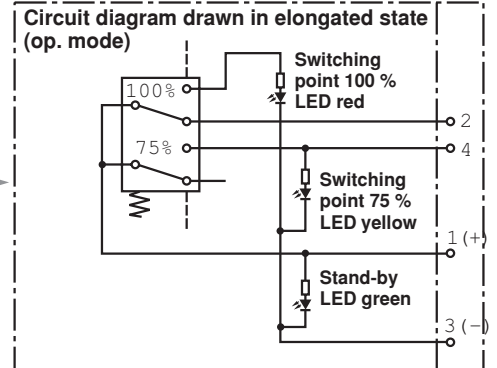 Circuit diagram drawn in elongated state
(op. mode)
Switching
point 100 %
LED red
100%
2
75%
4
Switching
point 75 %
LED yellow
1 (+)
Stand-by
LED green
3 (−)